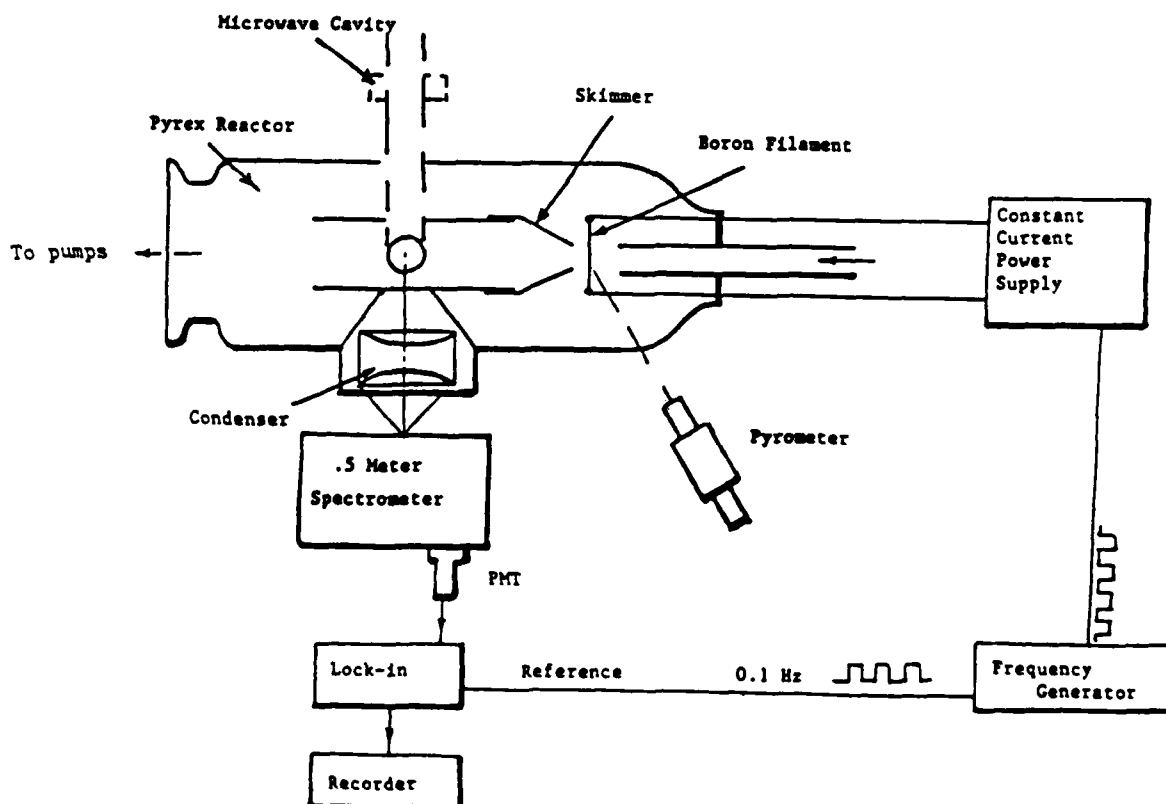 Microwave Cavity
Skimmer
Pyrex Reactor
Boron Filament
To pumps
Constant
Current
Power
Supply
Condenser
Pyrometer
.5 Meter
Spectrometer
PMT
Lock-in
Reference
0.1 Hz
Frequency
Generator
Recorder